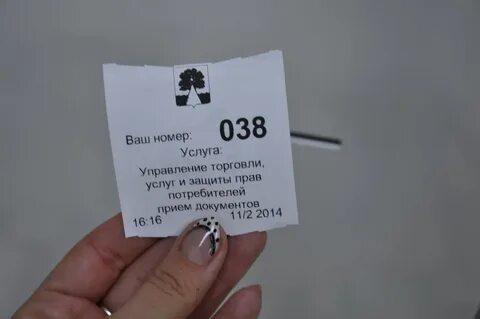 Ваш номер: 038
Услуга:
Управление торговли,
услуг и защиты прав
потребителей
прием документов
16:16 11/2 2014